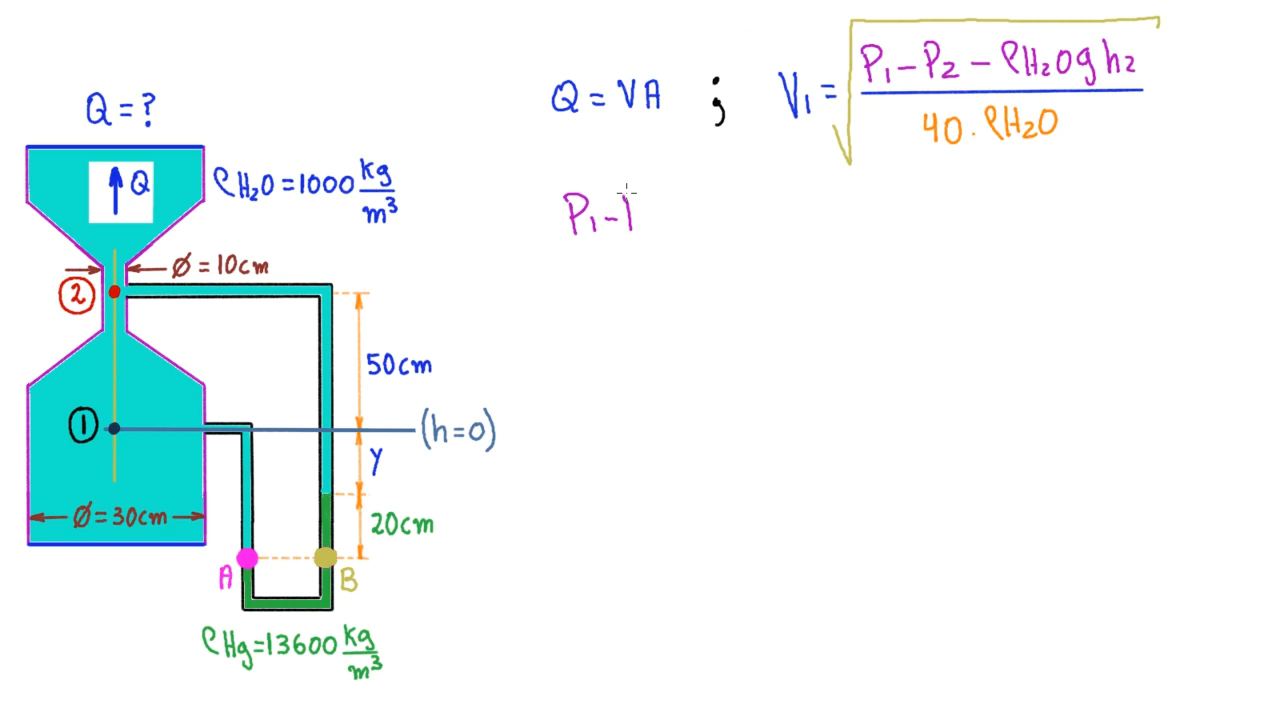 Q = VA ; V₁ = √((P₁ − P₂ − ρH₂O g h₂) / (40 . ρH₂O))
Q = ?
Q
ρH₂O = 1000 kg/m³
P₁ − 
Ø = 10cm
2
50cm
1
(h=0)
Y
Ø = 30cm
20cm
A
B
ρHg = 13600 kg/m³